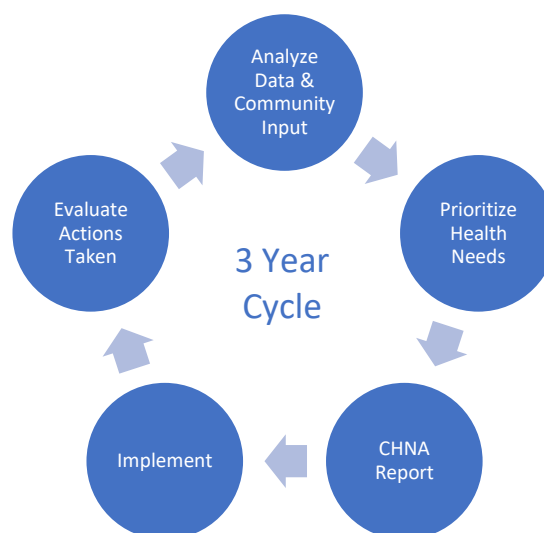 Analyze
Data &
Community
Input
Prioritize
Health
Needs
CHNA
Report
Implement
Evaluate
Actions
Taken
3 Year
Cycle